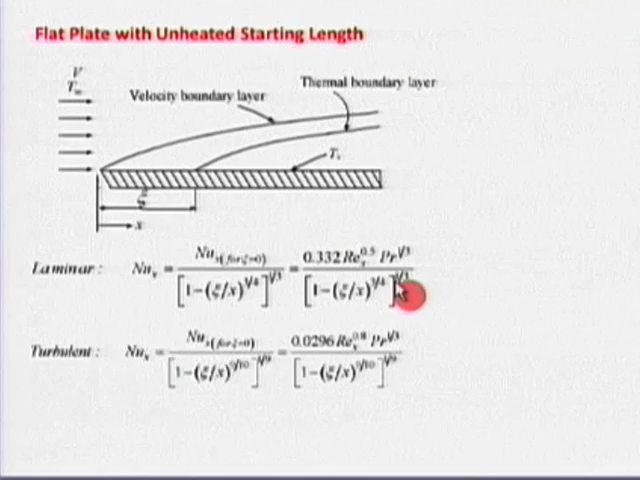 Flat Plate with Unheated Starting Length
V
T∞
Velocity boundary layer
Thermal boundary layer
Tₛ
ξ
x
Laminar : Nuₓ = Nuₓ(for ξ=0) / [1−(ξ/x)^3/4]^1/3 = 0.332 Reₓ^0.5 Pr^1/3 / [1−(ξ/x)^3/4]^1/3
Turbulent : Nuₓ = Nuₓ(for ξ=0) / [1−(ξ/x)^9/10]^1/9 = 0.0296 Reₓ^0.8 Pr^1/3 / [1−(ξ/x)^9/10]^1/9